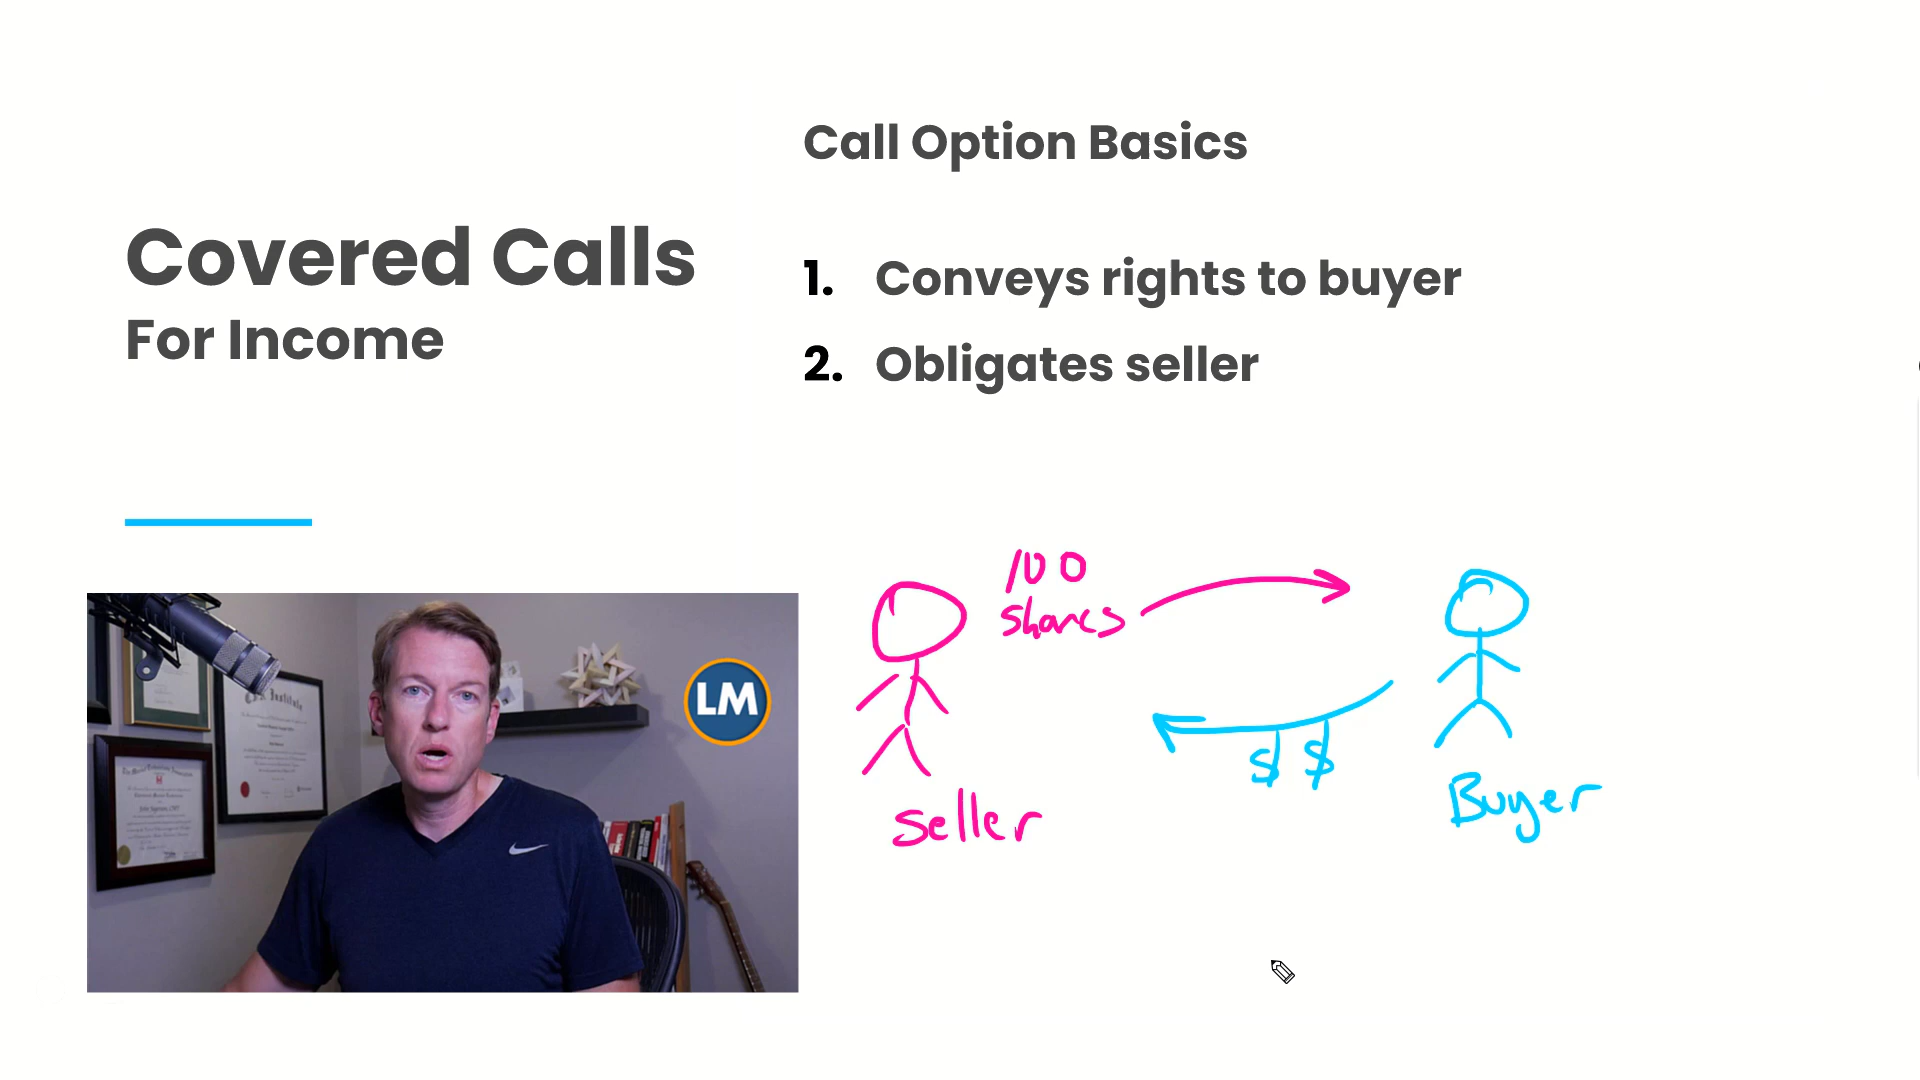 Covered Calls
For Income
Call Option Basics
1. Conveys rights to buyer
2. Obligates seller
100
shares
$ $
seller
Buyer
LM